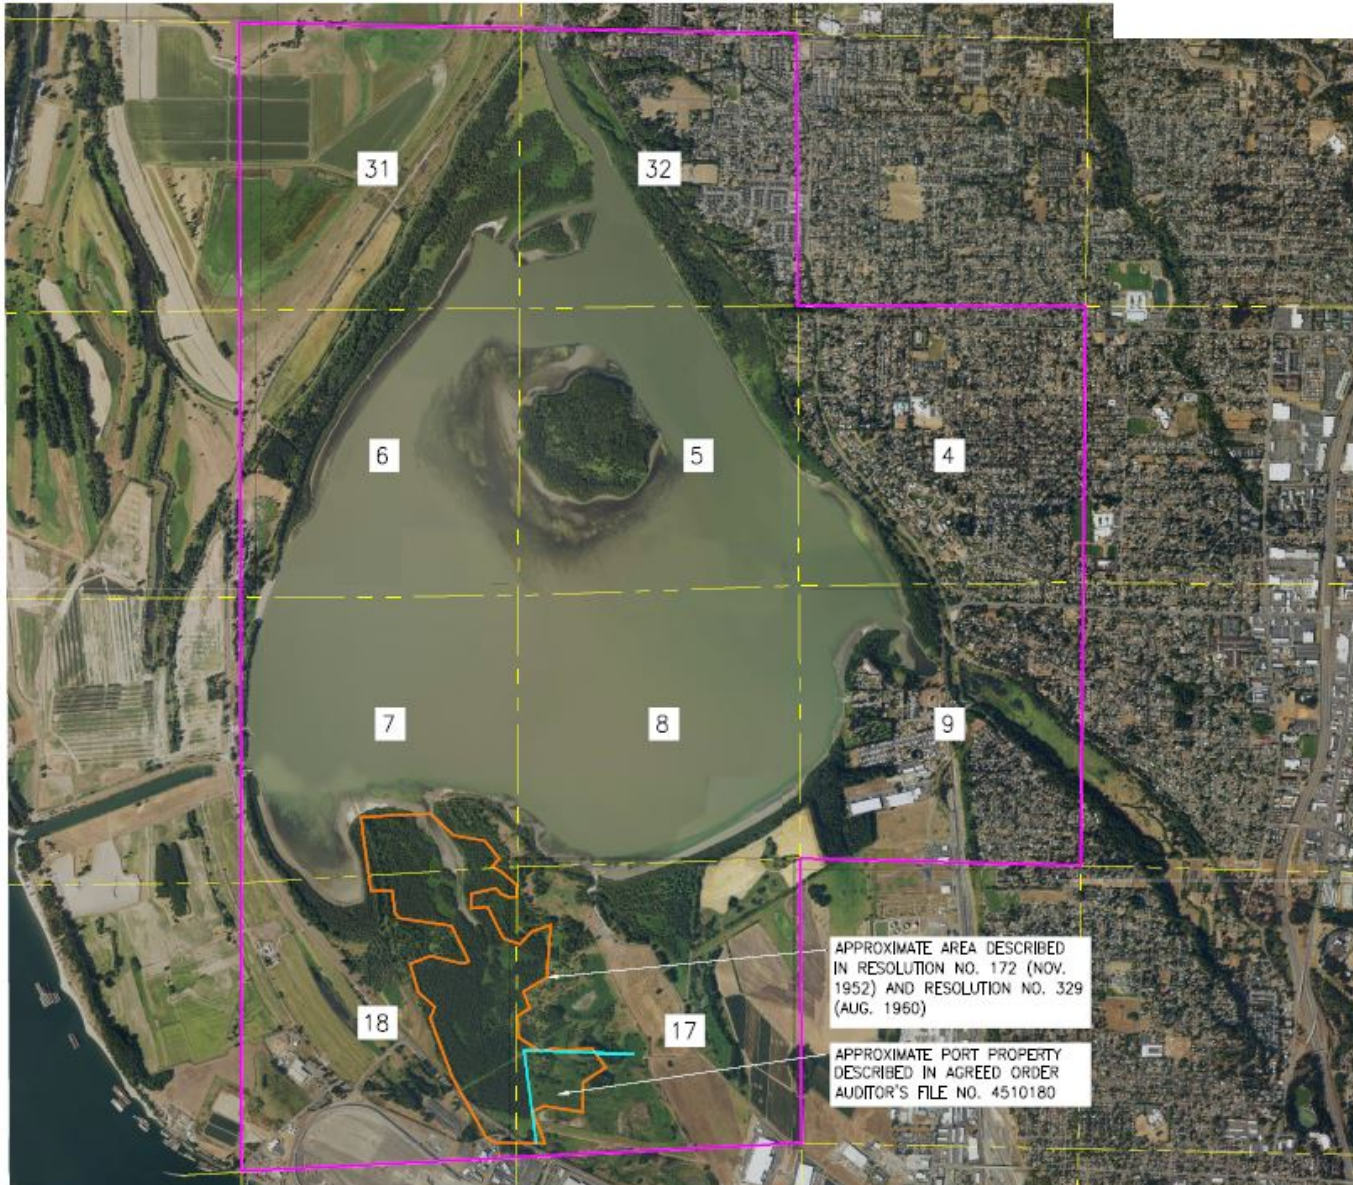 31
32
6
5
4
7
8
9
APPROXIMATE AREA DESCRIBED
IN RESOLUTION NO. 172 (NOV.
1952) AND RESOLUTION NO. 329
(AUG. 1960)
18
17
APPROXIMATE PORT PROPERTY
DESCRIBED IN AGREED ORDER
AUDITOR'S FILE NO. 4510180